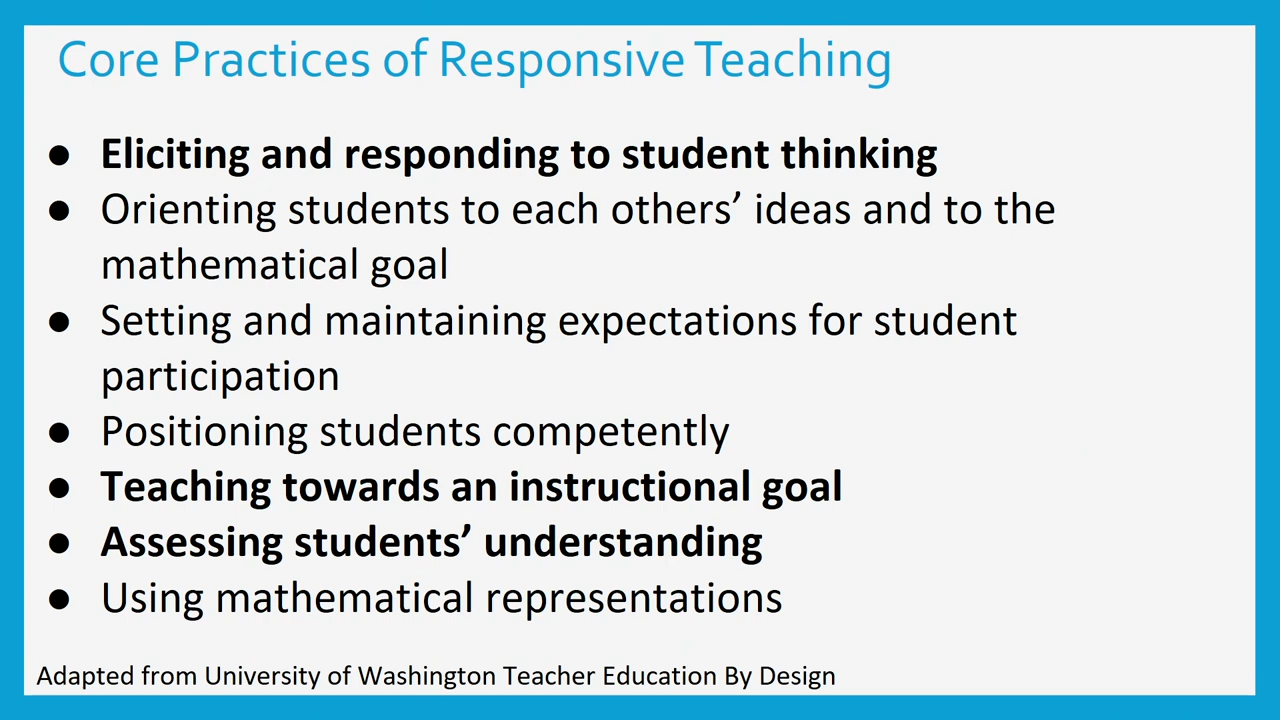 Core Practices of Responsive Teaching
● Eliciting and responding to student thinking
● Orienting students to each others’ ideas and to the
mathematical goal
● Setting and maintaining expectations for student
participation
● Positioning students competently
● Teaching towards an instructional goal
● Assessing students’ understanding
● Using mathematical representations
Adapted from University of Washington Teacher Education By Design